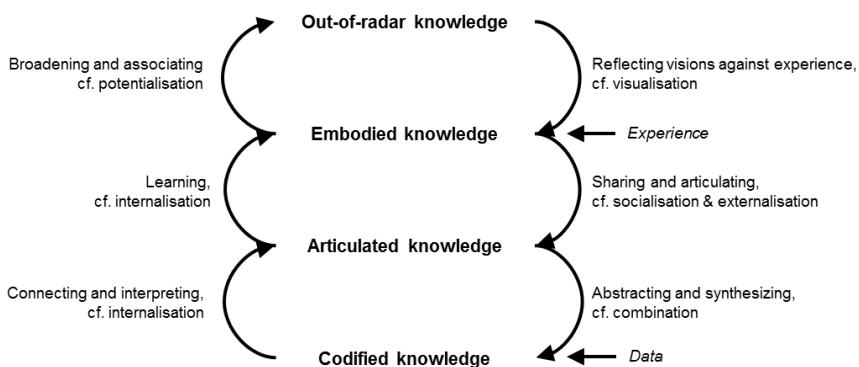 Out-of-radar knowledge
Broadening and associating
cf. potentialisation
Reflecting visions against experience,
cf. visualisation
Embodied knowledge
Experience
Learning,
cf. internalisation
Sharing and articulating,
cf. socialisation & externalisation
Articulated knowledge
Connecting and interpreting,
cf. internalisation
Abstracting and synthesizing,
cf. combination
Codified knowledge
Data